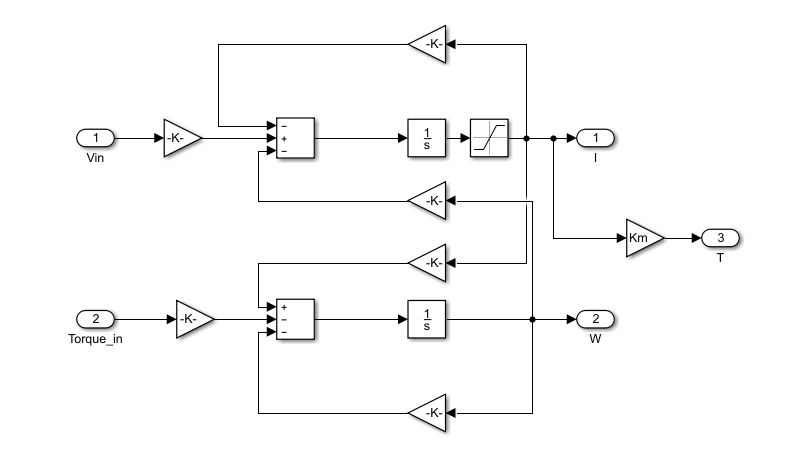 -K-
−
1
-K-
+
1
s
1
Vin
−
I
-K-
Km
3
T
-K-
+
2
-K-
−
1
s
2
Torque_in
−
W
-K-